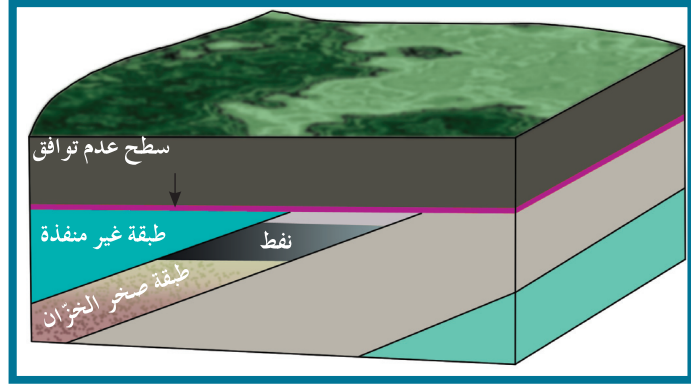 سطح عدم توافق
طبقة غير منفذة
نفط
طبقة صخر الخزّان